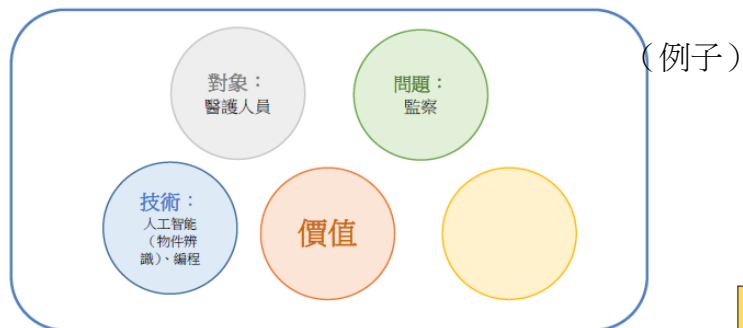 （例子）
對象：
醫護人員
問題：
監察
技術：
人工智能
（物件辨
識）、編程
價值